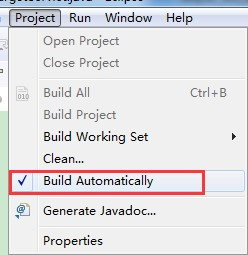 Project Run Window Help
Open Project
Close Project
Build All Ctrl+B
Build Project
Build Working Set
Clean...
Build Automatically
Generate Javadoc...
Properties